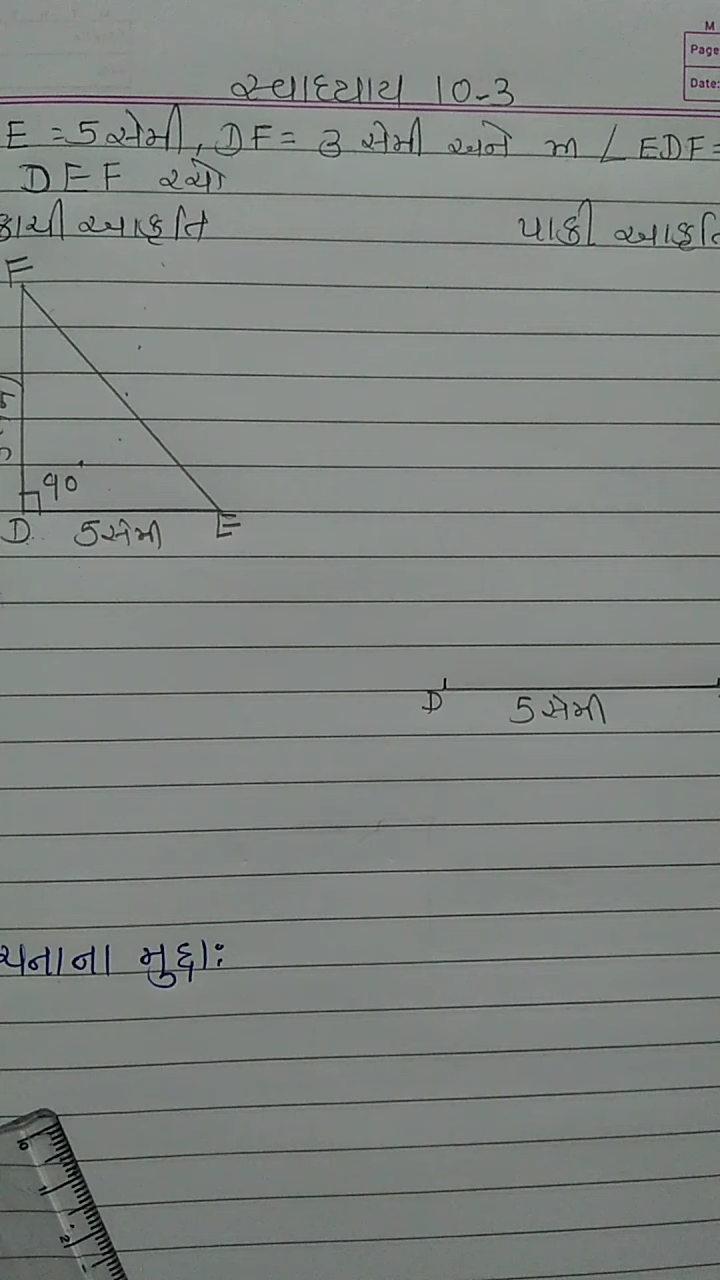 M
Page
Date:
સ્વાધ્યાય 10-3
E = 5 સેમી, DF = 3 સેમી અને m ∠ EDF =
DEF રચો
કાચી આકૃતિ
પાકી આકૃતિ
F
90°
D
5 સેમી
E
D
5 સેમી
ચનાના મુદ્દા: